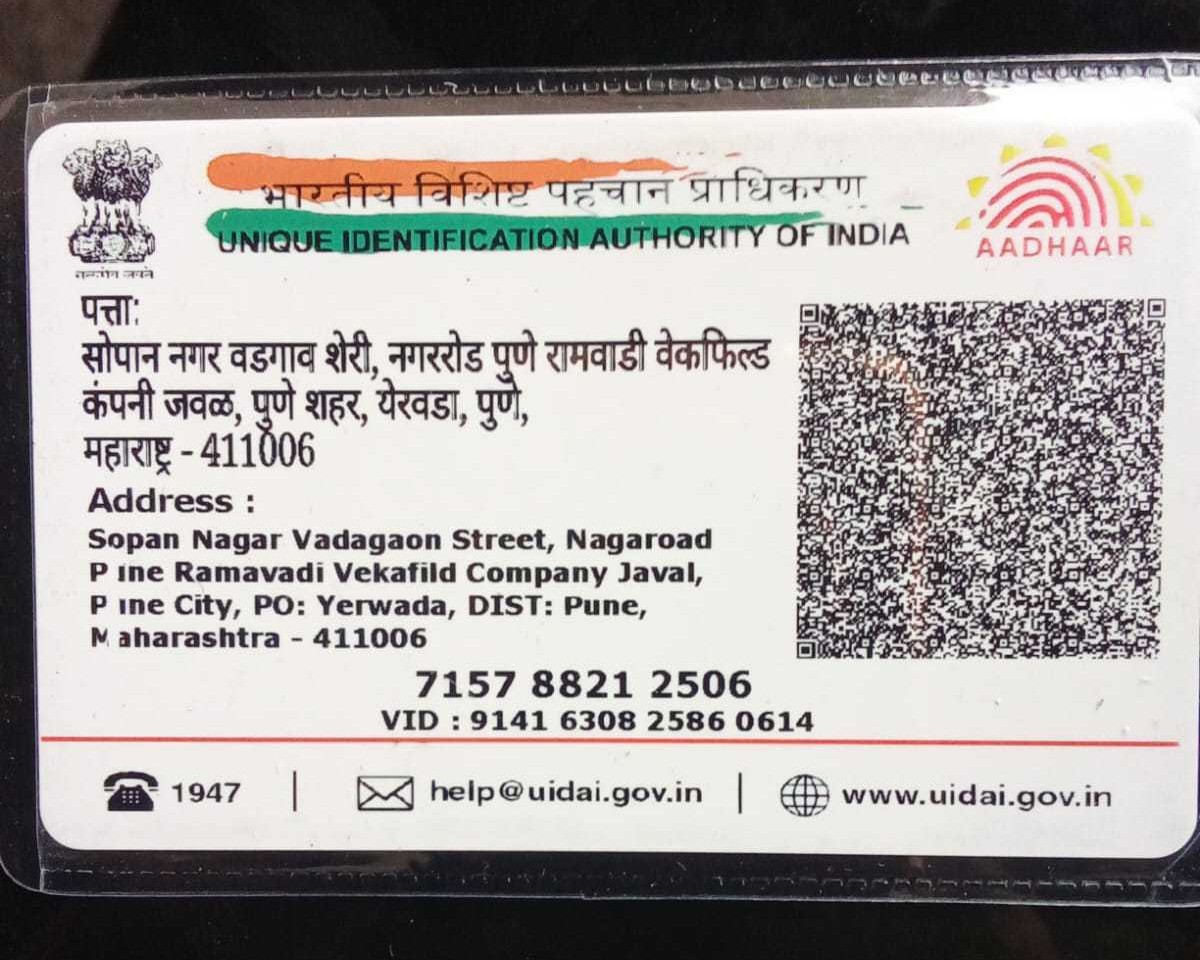 भारतीय विशिष्ट पहचान प्राधिकरण
UNIQUE IDENTIFICATION AUTHORITY OF INDIA
AADHAAR
पत्ता:
सोपान नगर वडगाव शेरी, नगररोड पुणे रामवाडी वेकफिल्ड
कंपनी जवळ, पुणे शहर, येरवडा, पुणे,
महाराष्ट्र - 411006
Address :
Sopan Nagar Vadagaon Street, Nagaroad
Pune Ramavadi Vekafild Company Javal,
Pune City, PO: Yerwada, DIST: Pune,
Maharashtra - 411006
7157 8821 2506
VID : 9141 6308 2586 0614
1947 | help@uidai.gov.in | www.uidai.gov.in